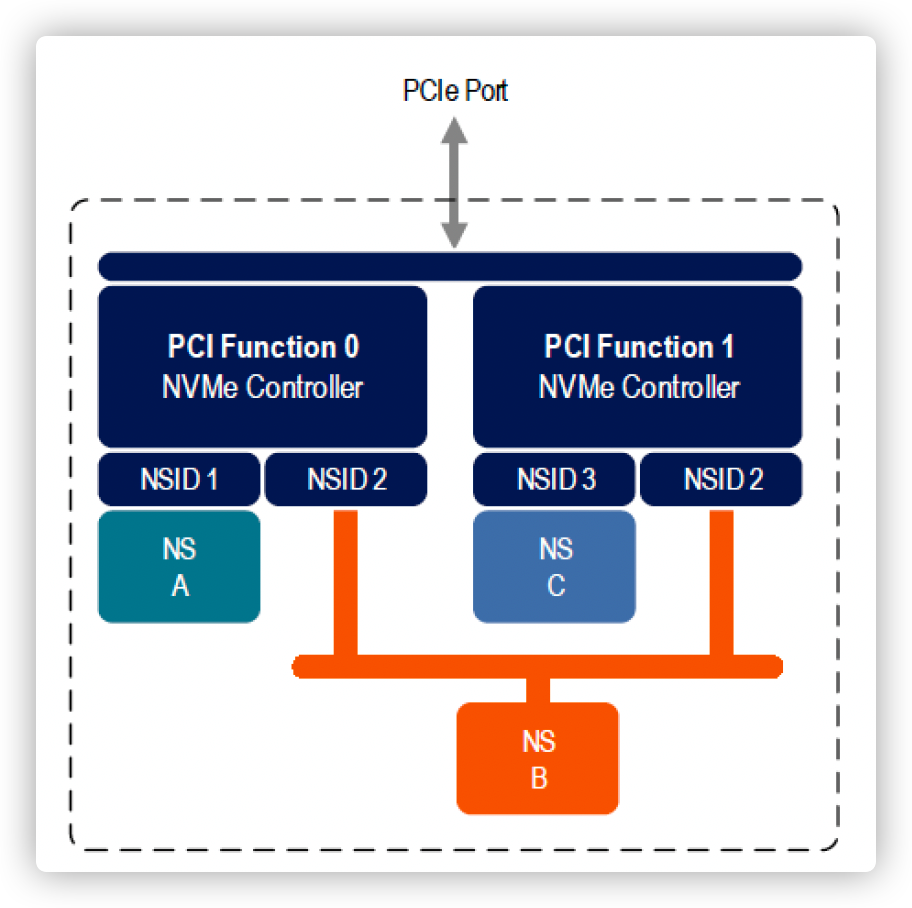 PCIe Port
PCI Function 0
NVMe Controller
PCI Function 1
NVMe Controller
NSID 1
NSID 2
NSID 3
NSID 2
NS
A
NS
C
NS
B